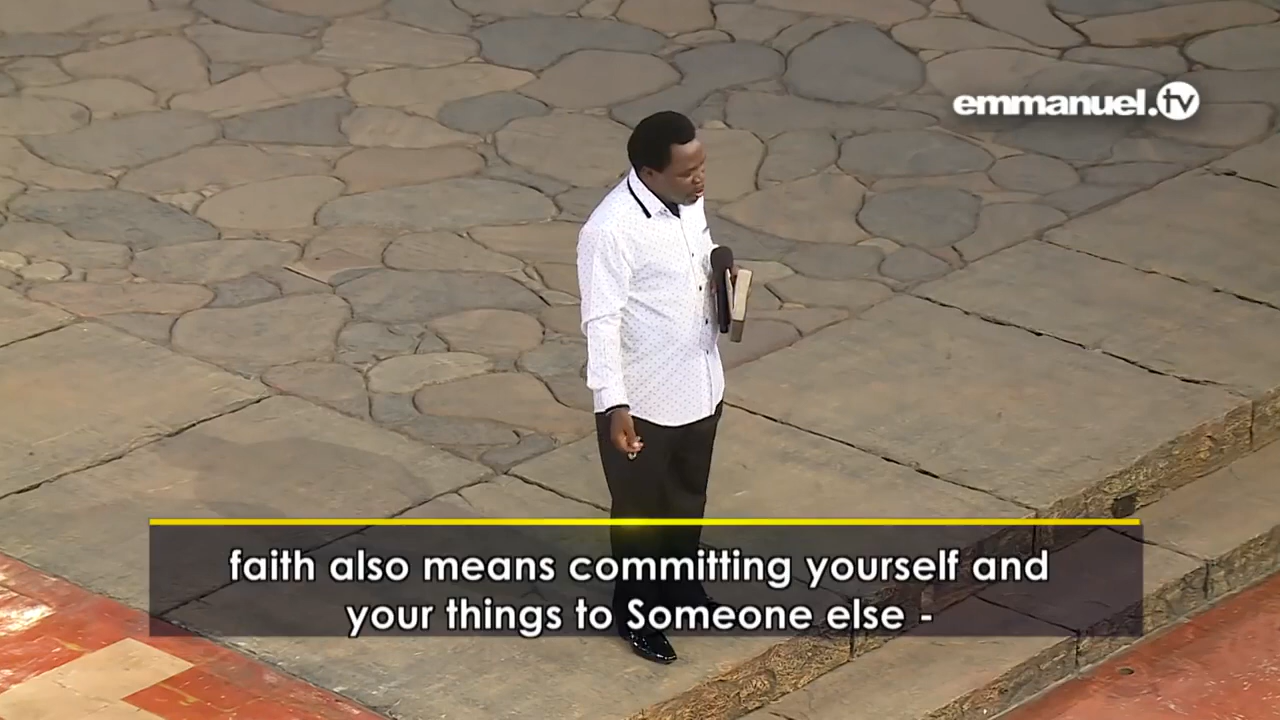 emmanuel.tv
faith also means committing yourself and
your things to Someone else -